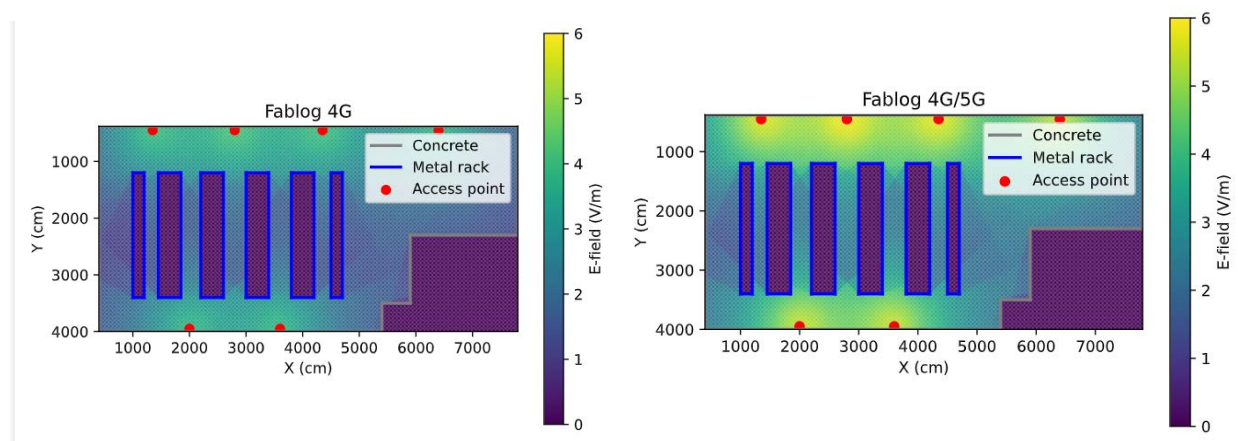 Fablog 4G
Concrete
Metal rack
Access point
1000
2000
3000
4000
Y (cm)
1000 2000 3000 4000 5000 6000 7000
X (cm)
6
5
4
3
2
1
0
E-field (V/m)
Fablog 4G/5G
Concrete
Metal rack
Access point
1000
2000
3000
4000
Y (cm)
1000 2000 3000 4000 5000 6000 7000
X (cm)
6
5
4
3
2
1
0
E-field (V/m)